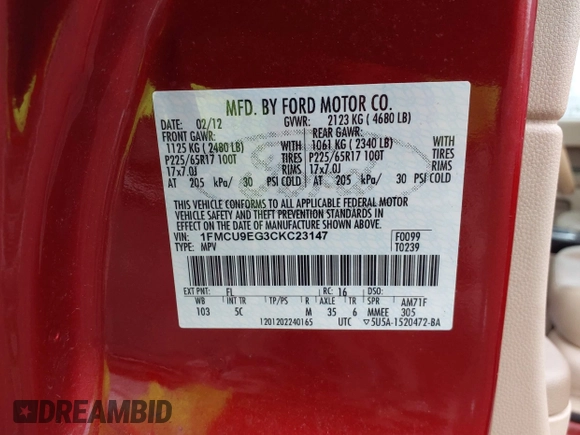 MFD. BY FORD MOTOR CO.
DATE: 02/12 GVWR: 2123 KG ( 4680 LB)
FRONT GAWR: REAR GAWR:
1125 KG ( 2480 LB) 1061 KG ( 2340 LB)
P225/65R17 100T TIRES P225/65R17 100T TIRES
17x7.0J RIMS 17x7.0J RIMS
AT 205 kPa/ 30 PSI COLD AT 205 kPa/ 30 PSI COLD
THIS VEHICLE CONFORMS TO ALL APPLICABLE FEDERAL MOTOR
VEHICLE SAFETY AND THEFT PREVENTION STANDARDS IN
EFFECT ON THE DATE OF MANUFACTURE SHOWN ABOVE.
VIN: 1FMCU9EG3CKC23147 F0099
TYPE: MPV T0239
EXT PNT: FL RC: 16 DSO:
WB INT TR TP/PS R AXLE TR SPR AM71F
103 5C M 35 6 MMEE 305
1201202240165 UTC ▽5U5A-1520472-BA
DREAMBID